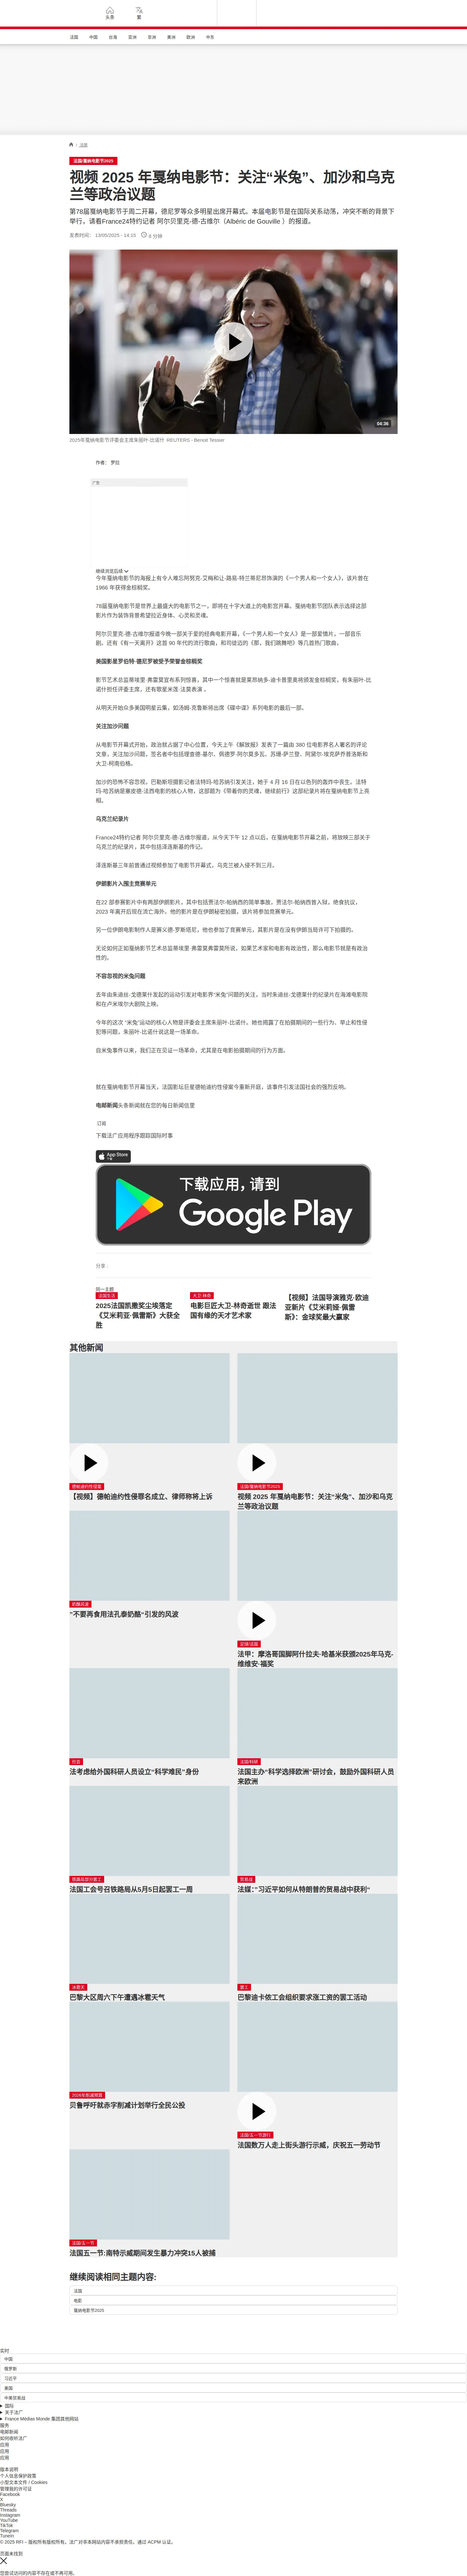 头条
繁
法国
中国
台海
亚洲
非洲
美洲
欧洲
中东
/ 法国
法国/戛纳电影节2025
视频 2025 年戛纳电影节：关注“米兔”、加沙和乌克
兰等政治议题
第78届戛纳电影节于周二开幕，德尼罗等众多明星出席开幕式。本届电影节是在国际关系动荡，冲突不断的背景下
举行，请看France24特约记者 阿尔贝里克-德-古维尔（Albéric de Gouville ）的报道。
发表时间： 13/05/2025 - 14:15 6 分钟
04:36
2025年戛纳电影节评委会主席朱丽叶·比诺什 REUTERS - Benoit Tessier
作者： 罗拉
广告
继续浏览后续
今年戛纳电影节的海报上有令人难忘阿努克-艾梅和让-路易-特兰蒂尼昂饰演的《一个男人和一个女人》，该片曾在
1966 年获得金棕榈奖。
78届戛纳电影节是世界上最盛大的电影节之一，即将在十字大道上的电影宫开幕。戛纳电影节团队表示选择这部
影片作为装饰背景希望拉近身体、心灵和灵魂。
阿尔贝里克-德-古维尔报道今晚一部关于爱的经典电影开幕，《一个男人和一个女人》是一部爱情片，一部音乐
剧。还有《有一天离开》这首 90 年代的流行歌曲，和司徒迈的《那，我们跳舞吧》等几首热门歌曲。
美国影星罗伯特·德尼罗被受予荣誉金棕榈奖
影节艺术总监蒂埃里·弗雷莫宣布系列惊喜，其中一个惊喜就是莱昂纳多-迪卡普里奥将颁发金棕榈奖，有朱丽叶-比
诺什担任评委主席，还有歌星米莲·法莫表演 。
从明天开始众多美国明星云集，如汤姆-克鲁斯将出席《碟中谍》系列电影的最后一部。
关注加沙问题
从电影节开幕式开始，政治就占据了中心位置，今天上午《解放报》发表了一篇由 380 位电影界名人署名的评论
文章，关注加沙问题，签名者中包括理查德-基尔、佩德罗-阿尔莫多瓦、苏珊-萨兰登、阿黛尔-埃克萨乔普洛斯和
大卫-柯南伯格。
加沙的恐怖不容忽视，巴勒斯坦摄影记者法特玛·哈苏纳引发关注，她于 4 月 16 日在以色列的轰炸中丧生。法特
玛-哈苏纳是塞皮德-法西电影的核心人物，这部题为《带着你的灵魂，继续前行》这部纪录片将在戛纳电影节上亮
相。
乌克兰纪录片
France24特约记者 阿尔贝里克-德-古维尔报道，从今天下午 12 点以后，在戛纳电影节开幕之前，将放映三部关于
乌克兰的纪录片，其中包括泽连斯基的传记。
泽连斯基三年前曾通过视频参加了电影节开幕式，乌克兰被入侵不到三月。
伊朗影片入围主竞赛单元
在22 部参赛影片中有两部伊朗影片，其中包括贾法尔-帕纳西的简单事故，贾法尔·帕纳西曾入狱，绝食抗议，
2023 年离开后现在流亡海外。他的影片是在伊朗秘密拍摄，该片将参加竞赛单元。
另一位伊朗电影制作人是赛义德·罗斯塔尼，他也参加了竞赛单元，其影片是在没有伊朗当局许可下拍摄的。
无论如何正如戛纳影节艺术总监蒂埃里·弗雷莫弗雷莫所说，如果艺术家和电影有政治性，那么电影节就是有政治
性的。
不容忽视的米兔问题
去年由朱迪丝-戈德莱什发起的运动引发对电影界“米兔”问题的关注，当时朱迪丝-戈德莱什的纪录片在海滩电影院
和在卢米埃尔大剧院上映。
今年的这次 “米兔”运动的核心人物是评委会主席朱丽叶-比诺什。她也揭露了在拍摄期间的一些行为、举止和性侵
犯等问题，朱丽叶-比诺什说这是一场革命。
自米兔事件以来，我们正在见证一场革命，尤其是在电影拍摄期间的行为方面。
就在戛纳电影节开幕当天，法国影坛巨星德帕迪约性侵案今重新开庭，该事件引发法国社会的强烈反响。
电邮新闻头条新闻就在您的每日新闻信里
订阅
下载法广应用程序跟踪国际时事
App Store
下载应用，请到
Google Play
分享 :
同一主题
法国生活
2025法国凯撒奖尘埃落定
《艾米莉亚·佩雷斯》大获全
胜
大卫·林奇
电影巨匠大卫-林奇逝世 跟法
国有缘的天才艺术家
【视频】法国导演雅克·欧迪
亚新片《艾米莉娅·佩雷
斯》：金球奖最大赢家
其他新闻
德帕迪约性侵案
【视频】德帕迪约性侵罪名成立、律师称将上诉
法国/戛纳电影节2025
视频 2025 年戛纳电影节：关注“米兔”、加沙和乌克
兰等政治议题
奶酪风波
”不要再食用法孔泰奶酪“引发的风波
足球/法国
法甲：摩洛哥国脚阿什拉夫·哈基米获颁2025年马克-
维维安·福奖
社会
法考虑给外国科研人员设立”科学难民”身份
法国/科研
法国主办“科学选择欧洲”研讨会，鼓励外国科研人员
来欧洲
铁路局部分罢工
法国工会号召铁路局从5月5日起罢工一周
贸易战
法媒：”习近平如何从特朗普的贸易战中获利“
冰雹天
巴黎大区周六下午遭遇冰雹天气
罢工
巴黎迪卡侬工会组织要求涨工资的罢工活动
2026年削减预算
贝鲁呼吁就赤字削减计划举行全民公投
法国/五一节游行
法国数万人走上街头游行示威，庆祝五一劳动节
法国/五一节
法国五一节:南特示威期间发生暴力冲突15人被捕
继续阅读相同主题内容:
法国
电影
戛纳电影节2025
实时
中国
俄罗斯
习近平
美国
中美贸易战
国际
关于法广
France Médias Monde 集团其他网站
服务
电邮新闻
如何收听法广
应用
应用
应用
版本说明
个人信息保护政策
小型文本文件 / Cookies
管理我的许可证
Facebook
X
Bluesky
Threads
Instagram
YouTube
TikTok
Telegram
TuneIn
© 2025 RFI – 版权所有版权所有。法广对非本网站内容不承担责任。通过 ACPM 认证。
页面未找到
您尝试访问的内容不存在或不再可用。